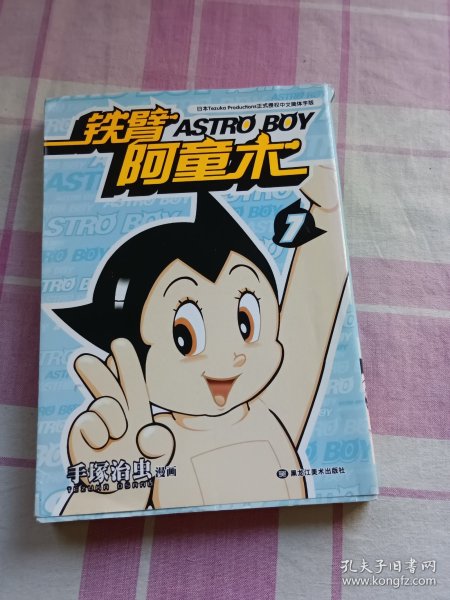 日本Tezuka Productions正式授权中文简体字版
铁臂
ASTRO BOY
阿童木
1
手塚治虫 漫画
TEZUKA OSAMU
黑龙江美术出版社
孔夫子旧书网
www.kongfz.com